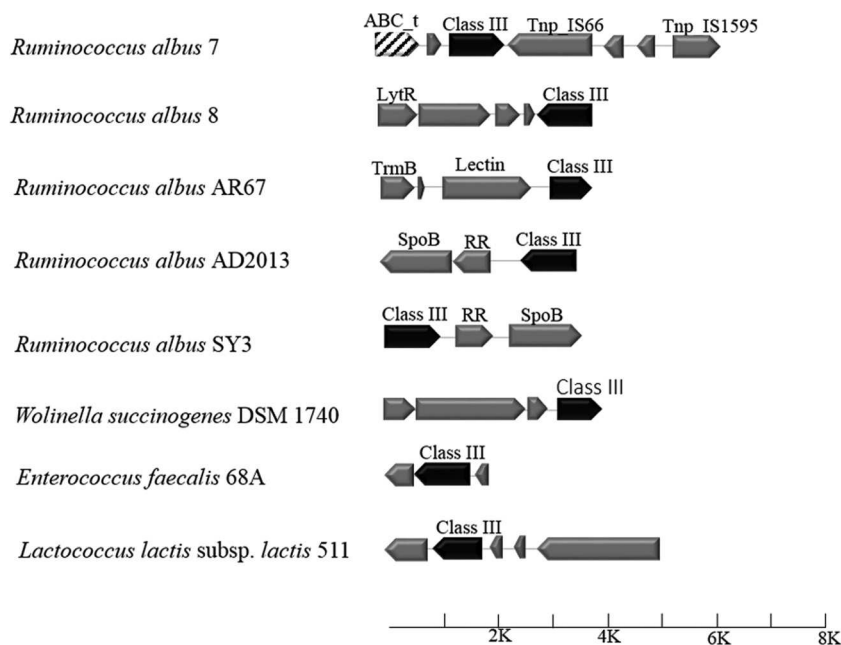 ABC_t Class III Tnp_IS66 Tnp_IS1595
Ruminococcus albus 7
LytR Class III
Ruminococcus albus 8
TrmB Lectin Class III
Ruminococcus albus AR67
SpoB RR Class III
Ruminococcus albus AD2013
Class III RR SpoB
Ruminococcus albus SY3
Class III
Wolinella succinogenes DSM 1740
Class III
Enterococcus faecalis 68A
Class III
Lactococcus lactis subsp. lactis 511
2K 4K 6K 8K